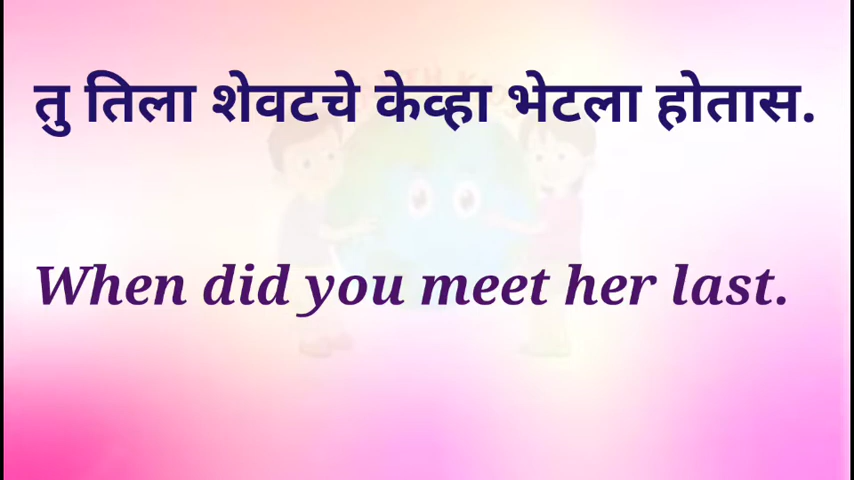 तु तिला शेवटचे केव्हा भेटला होतास.
When did you meet her last.